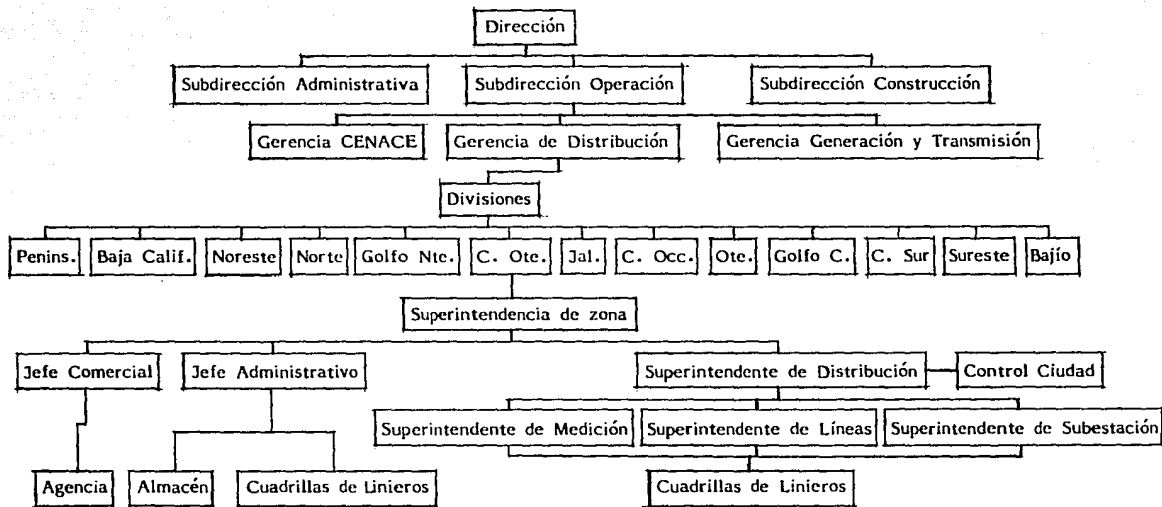 Dirección
Subdirección Administrativa Subdirección Operación Subdirección Construcción
Gerencia CENACE Gerencia de Distribución Gerencia Generación y Transmisión
Divisiones
Penins. Baja Calif. Noreste Norte Golfo Nte. C. Ote. Jal. C. Occ. Ote. Golfo C. C. Sur Sureste Bajío
Superintendencia de zona
Jefe Comercial Jefe Administrativo Superintendente de Distribución Control Ciudad
Superintendente de Medición Superintendente de Líneas Superintendente de Subestación
Agencia Almacén Cuadrillas de Linieros Cuadrillas de Linieros